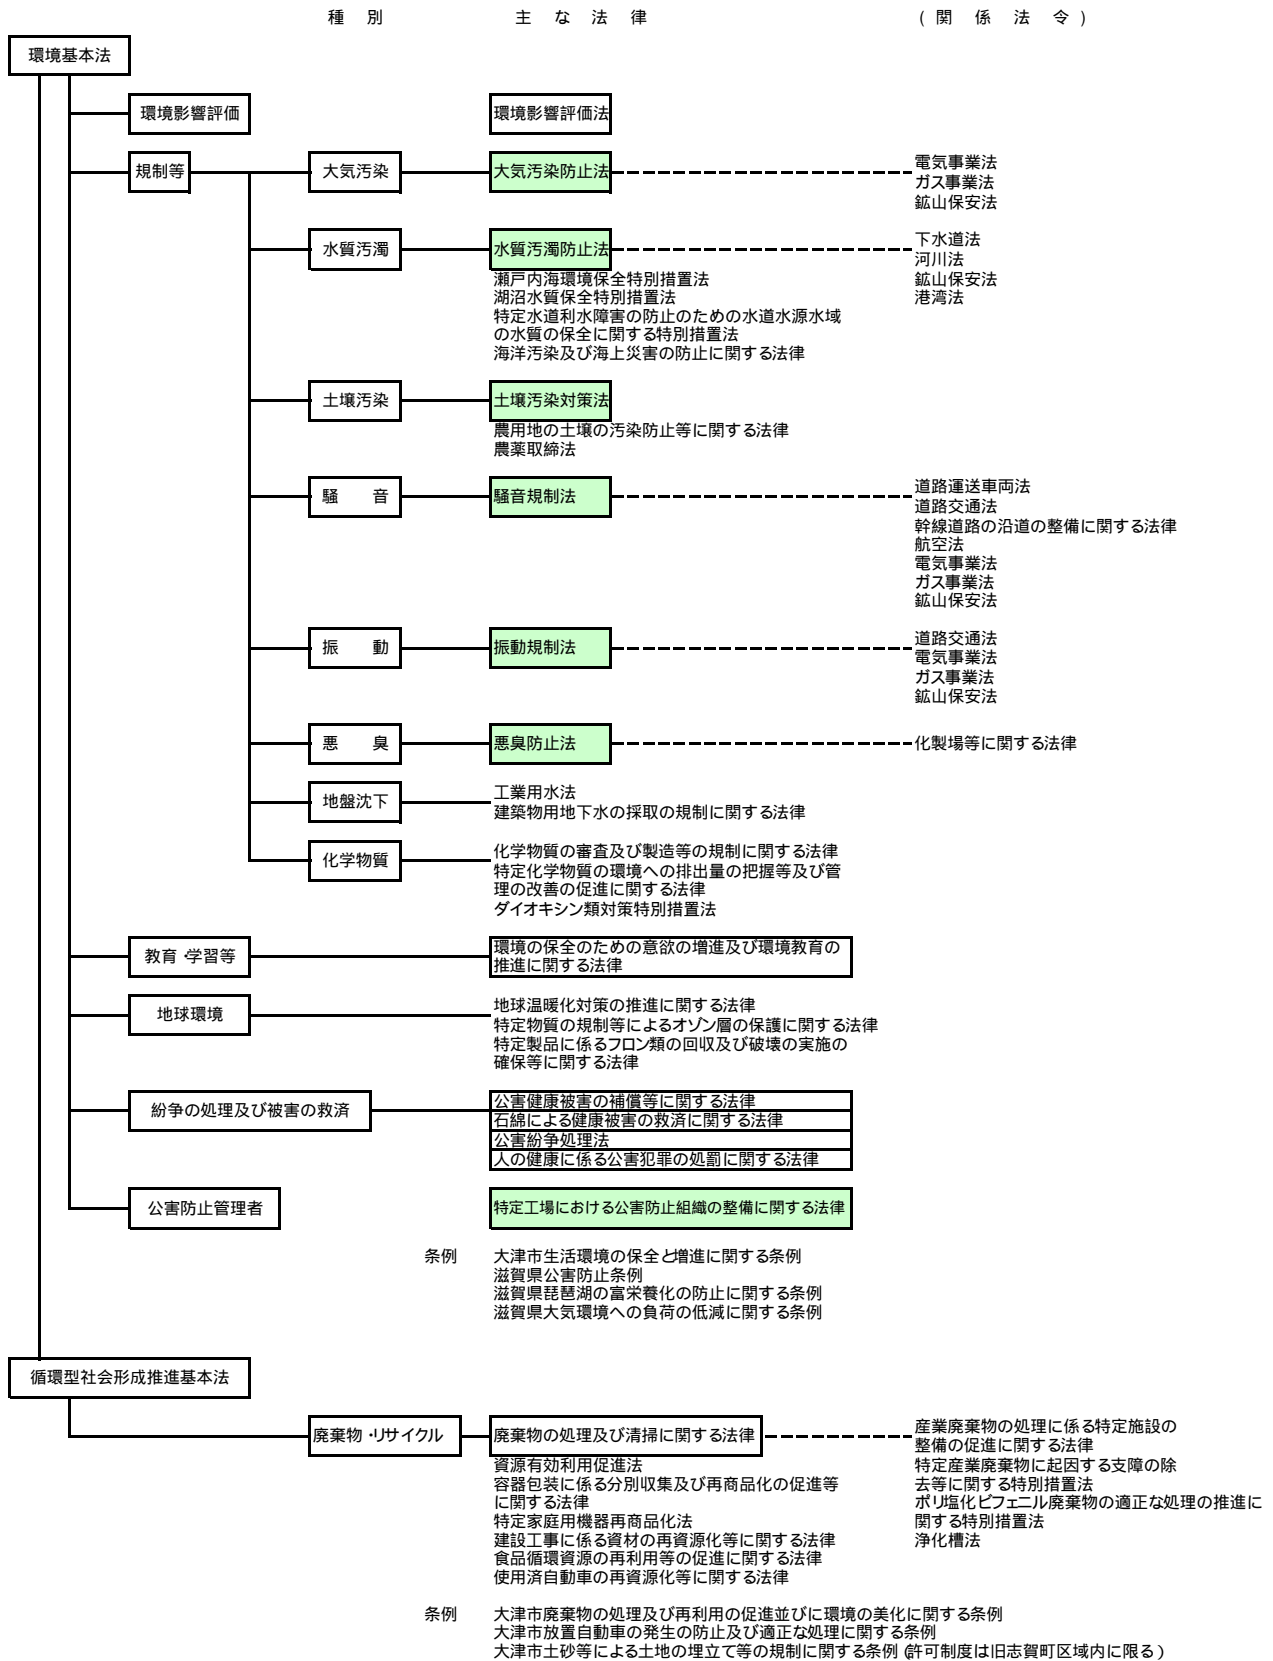 種 別 主 な 法 律 (関 係 法 令)
環境基本法
環境影響評価 環境影響評価法
規制等 大気汚染 大気汚染防止法
電気事業法
ガス事業法
鉱山保安法
水質汚濁 水質汚濁防止法
瀬戸内海環境保全特別措置法
湖沼水質保全特別措置法
特定水道利水障害の防止のための水道水源水域
の水質の保全に関する特別措置法
海洋汚染及び海上災害の防止に関する法律
下水道法
河川法
鉱山保安法
港湾法
土壌汚染 土壌汚染対策法
農用地の土壌の汚染防止等に関する法律
農薬取締法
騒 音 騒音規制法
道路運送車両法
道路交通法
幹線道路の沿道の整備に関する法律
航空法
電気事業法
ガス事業法
鉱山保安法
振 動 振動規制法
道路交通法
電気事業法
ガス事業法
鉱山保安法
悪 臭 悪臭防止法 化製場等に関する法律
地盤沈下
工業用水法
建築物用地下水の採取の規制に関する法律
化学物質
化学物質の審査及び製造等の規制に関する法律
特定化学物質の環境への排出量の把握等及び管
理の改善の促進に関する法律
ダイオキシン類対策特別措置法
教育・学習等
環境の保全のための意欲の増進及び環境教育の
推進に関する法律
地球環境
地球温暖化対策の推進に関する法律
特定物質の規制等によるオゾン層の保護に関する法律
特定製品に係るフロン類の回収及び破壊の実施の
確保等に関する法律
紛争の処理及び被害の救済
公害健康被害の補償等に関する法律
石綿による健康被害の救済に関する法律
公害紛争処理法
人の健康に係る公害犯罪の処罰に関する法律
公害防止管理者 特定工場における公害防止組織の整備に関する法律
条例 大津市生活環境の保全と増進に関する条例
滋賀県公害防止条例
滋賀県琵琶湖の富栄養化の防止に関する条例
滋賀県大気環境への負荷の低減に関する条例
循環型社会形成推進基本法
廃棄物・リサイクル 廃棄物の処理及び清掃に関する法律
資源有効利用促進法
容器包装に係る分別収集及び再商品化の促進等
に関する法律
特定家庭用機器再商品化法
建設工事に係る資材の再資源化等に関する法律
食品循環資源の再利用等の促進に関する法律
使用済自動車の再資源化等に関する法律
産業廃棄物の処理に係る特定施設の
整備の促進に関する法律
特定産業廃棄物に起因する支障の除
去等に関する特別措置法
ポリ塩化ビフェニル廃棄物の適正な処理の推進に
関する特別措置法
浄化槽法
条例 大津市廃棄物の処理及び再利用の促進並びに環境の美化に関する条例
大津市放置自動車の発生の防止及び適正な処理に関する条例
大津市土砂等による土地の埋立て等の規制に関する条例(許可制度は旧志賀町区域内に限る)